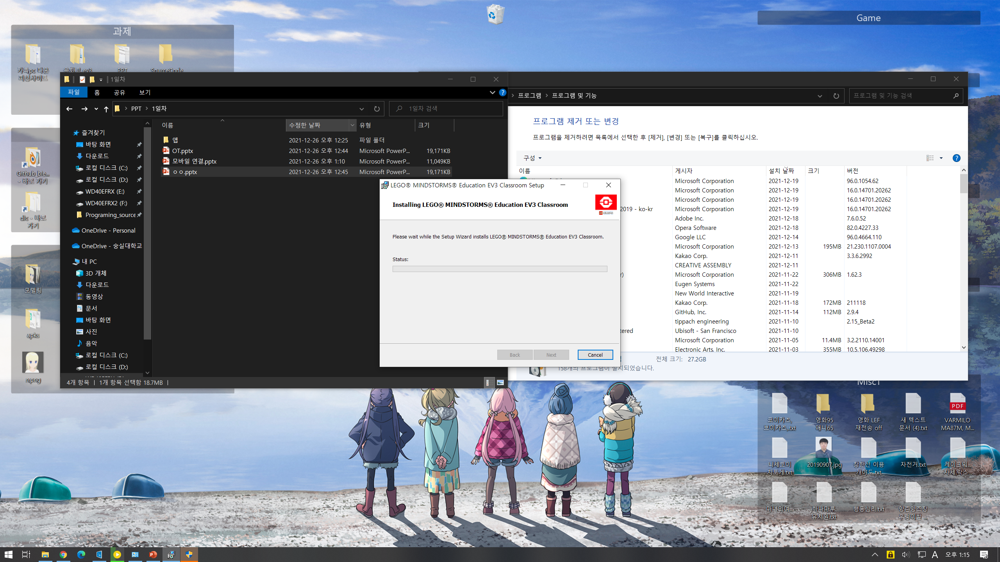 Game
과제
카톡pc 다운
피싱사이트
용화고 ev3
PPT
SourceCode
1일차
파일
홈
공유
보기
PPT
1일차
1일차 검색
즐겨찾기
바탕 화면
다운로드
로컬 디스크 (C:)
로컬 디스크 (D:)
WD40EFRX (E:)
WD40EFRX2 (F:)
Programing_source
OneDrive - Personal
OneDrive - 숭실대학교
내 PC
3D 개체
다운로드
동영상
문서
바탕 화면
사진
음악
로컬 디스크 (C:)
로컬 디스크 (D:)
이름 수정한 날짜 유형 크기
앱 2021-12-26 오후 12:25 파일 폴더
OT.pptx 2021-12-26 오후 12:44 Microsoft PowerP... 19,171KB
모바일 연결.pptx 2021-12-26 오후 1:10 Microsoft PowerP... 11,049KB
ㅇㅇ.pptx 2021-12-26 오후 12:45 Microsoft PowerP... 19,171KB
4개 항목
1개 항목 선택함 18.7MB
프로그램
프로그램 및 기능
프로그램 및 기능 검색
프로그램 제거 또는 변경
프로그램을 제거하려면 목록에서 선택한 후 [제거], [변경] 또는 [복구]를 클릭하십시오.
구성
이름 게시자 설치 날짜 크기 버전
Microsoft Corporation 2021-12-19 96.0.1054.62
Microsoft Corporation 2021-12-19 16.0.14701.20262
Microsoft Corporation 2021-12-19 16.0.14701.20262
2019 - ko-kr Microsoft Corporation 2021-12-19 16.0.14701.20262
Adobe Inc. 2021-12-18 7.6.0.52
Opera Software 2021-12-18 82.0.4227.33
Google LLC 2021-12-14 96.0.4664.110
Microsoft Corporation 2021-12-13 195MB 21.230.1107.0004
Kakao Corp. 2021-12-11 3.3.6.2992
CREATIVE ASSEMBLY 2021-12-11
r) Microsoft Corporation 2021-11-22 306MB 1.62.3
Eugen Systems 2021-11-22
New World Interactive 2021-11-19
Kakao Corp. 2021-11-18 172MB 211118
GitHub, Inc. 2021-11-14 112MB 2.9.4
tippach engineering 2021-11-10 2.15_Beta2
tered Ubisoft - San Francisco 2021-11-10
Microsoft Corporation 2021-11-05 11.4MB 3.2.2110.14001
Electronic Arts, Inc. 2021-11-03 355MB 10.5.106.49298
전체 크기: 27.2GB
158개의 프로그램이 설치되었습니다.
LEGO® MINDSTORMS® Education EV3 Classroom Setup
Installing LEGO® MINDSTORMS® Education EV3 Classroom
Please wait while the Setup Wizard installs LEGO® MINDSTORMS® Education EV3 Classroom.
Status:
Back
Next
Cancel
Github_ble...
- 바로 가기
dlc - 바로
가기
모델링
apks
n.png
Misc1
코이카즈,
브이카즈,.txt
영화95
애니65
영화 LEF
재전송 off
새 텍스트
문서 (4).txt
PDF
VARMILO
MA87M, M...
니세코이
치토게.txt
20190907.jpg
장한선 이용
개야도.txt
자전거.txt
케이크워...
자세.락스...
마녀의여...
하나마루
유치원.txt
행동심리.txt
양촌양조장
우렁이쌀 ...
A
오후 1:15